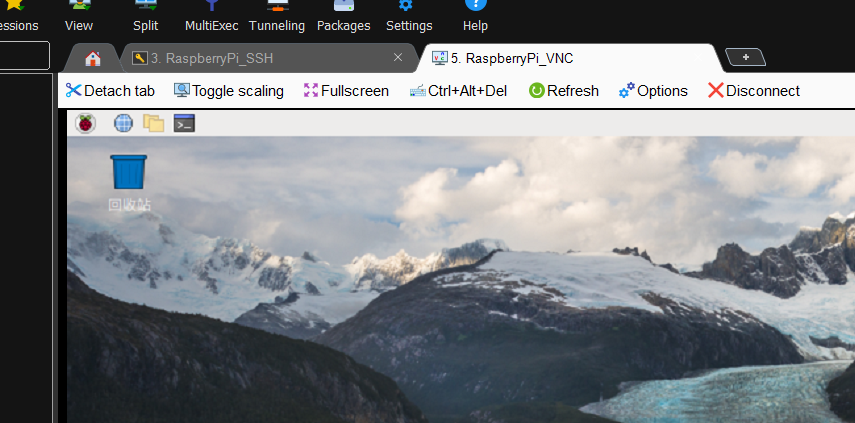 essions View Split MultiExec Tunneling Packages Settings Help
3. RaspberryPi_SSH 5. RaspberryPi_VNC
Detach tab Toggle scaling Fullscreen Ctrl+Alt+Del Refresh Options Disconnect
回收站